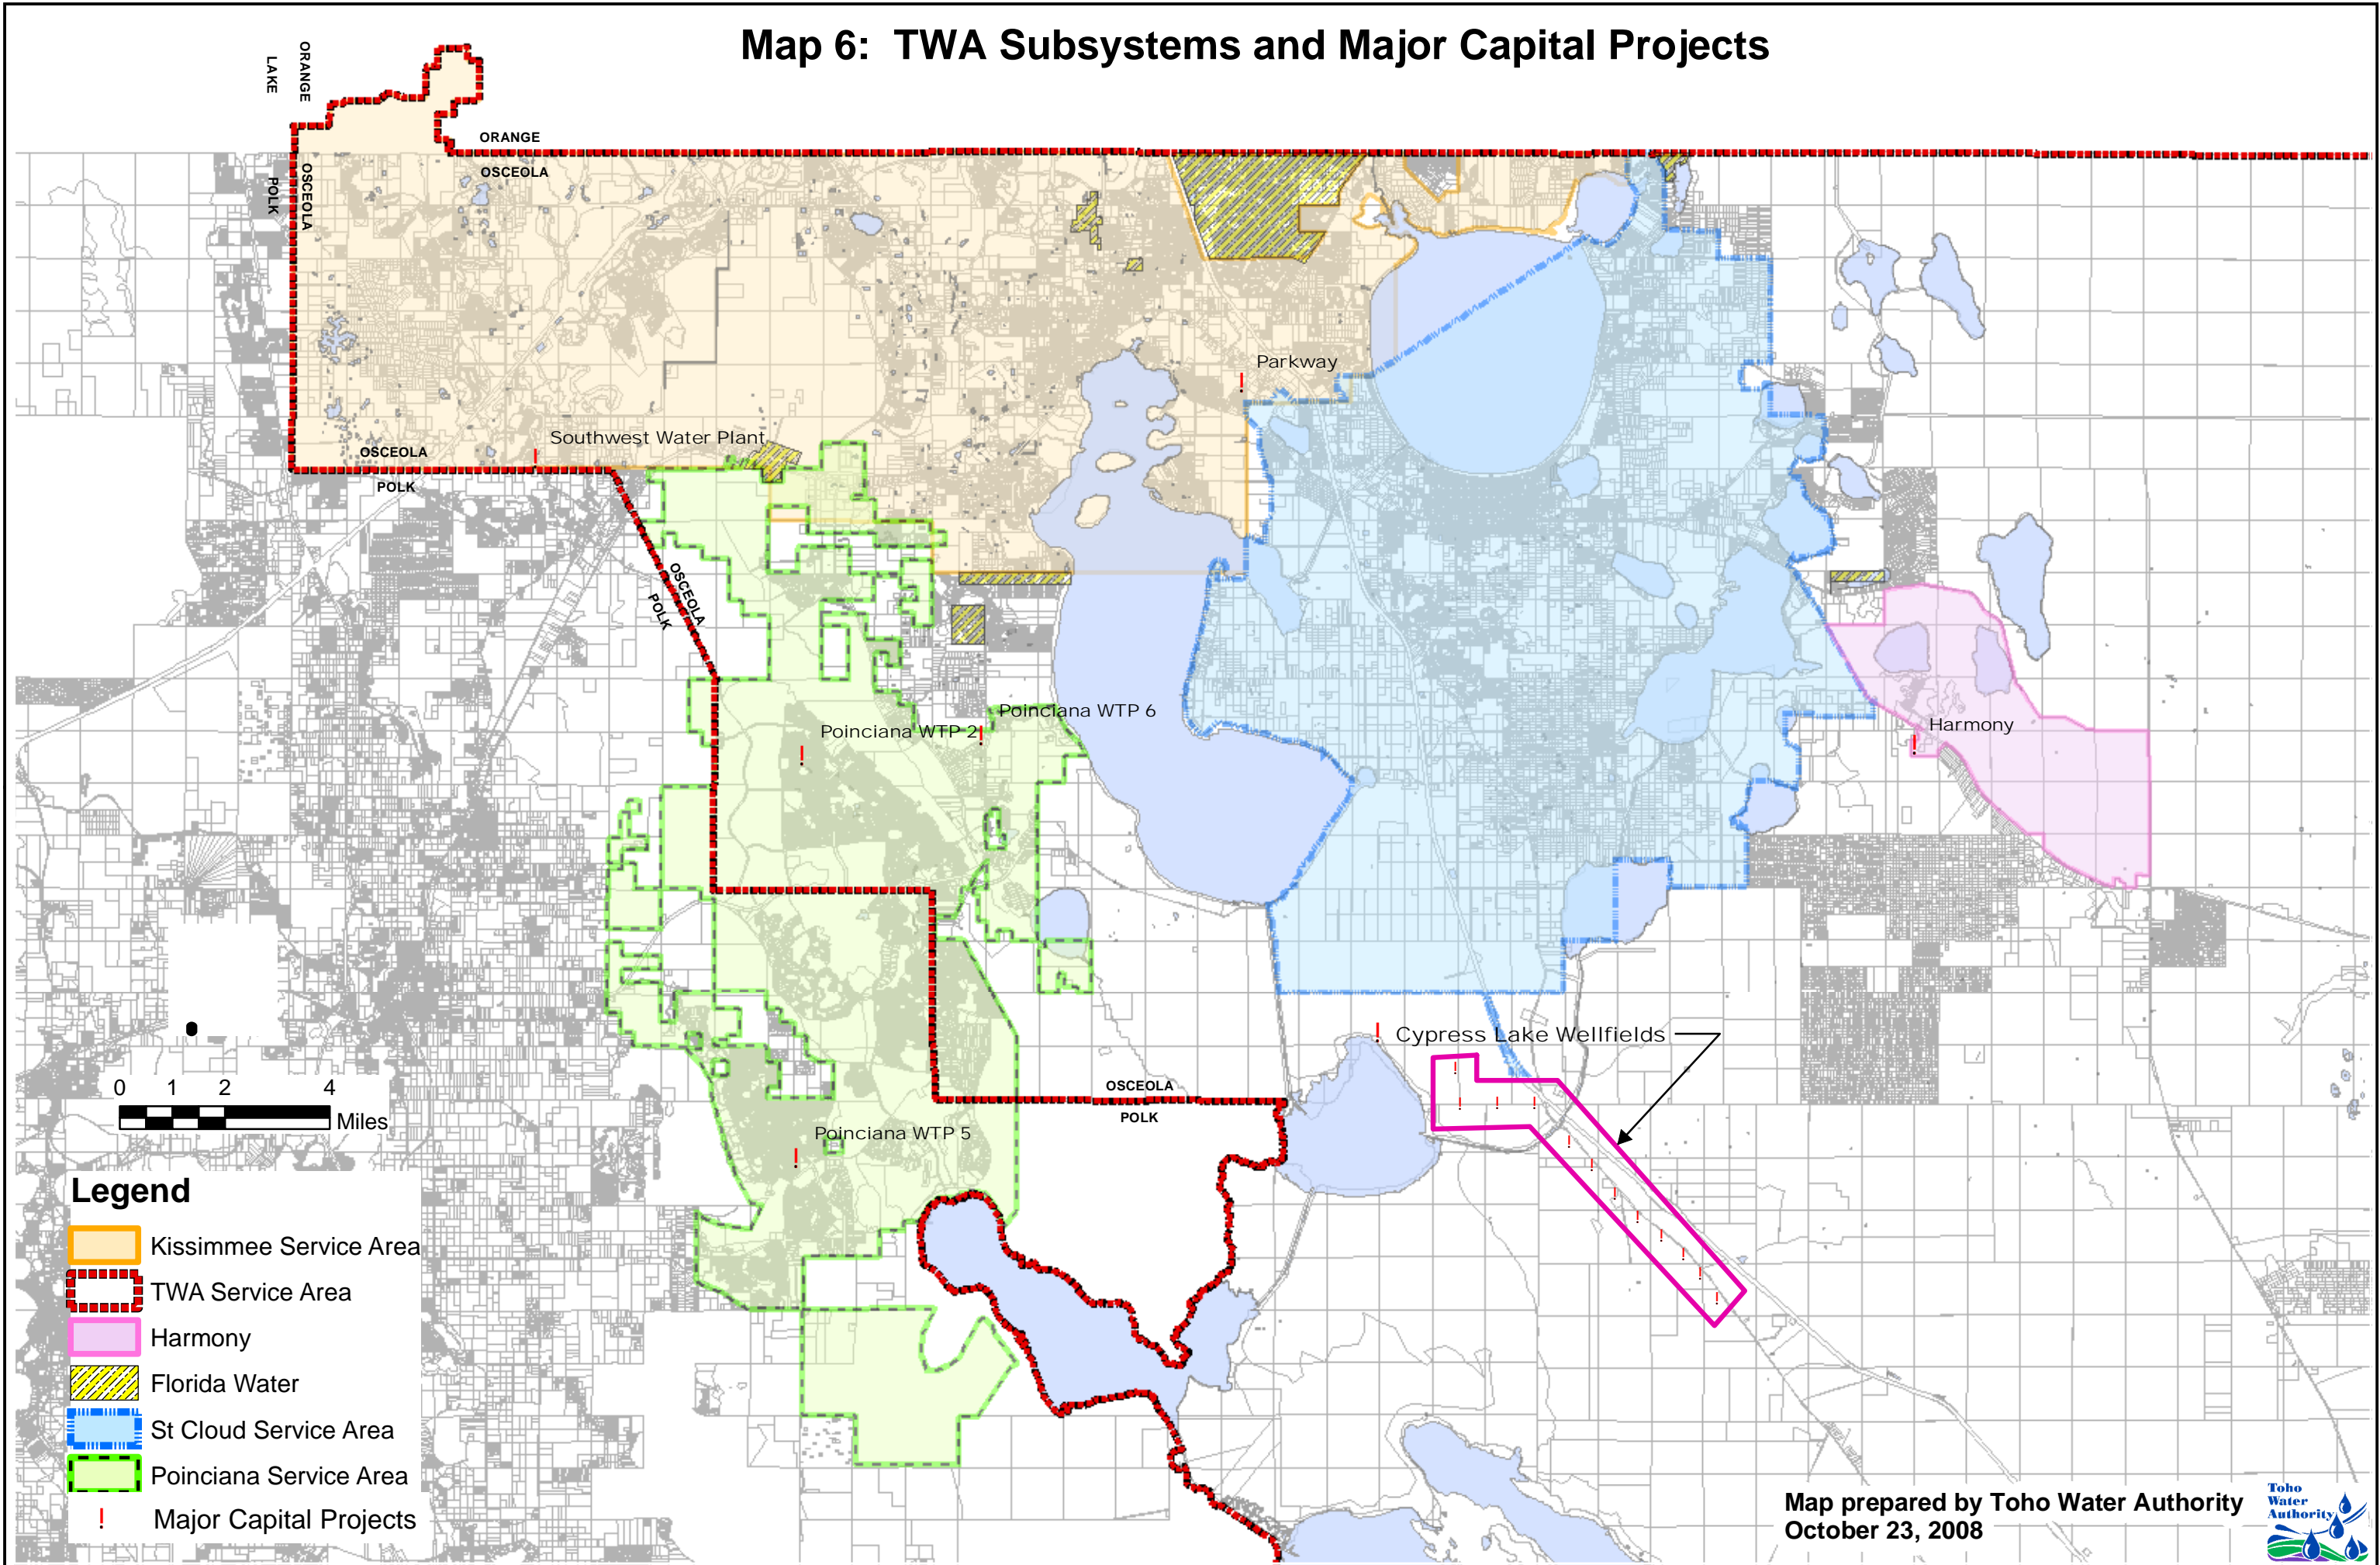 Map 6:  TWA Subsystems and Major Capital Projects
LAKE
ORANGE
ORANGE
OSCEOLA
POLK
OSCEOLA
Parkway
Southwest Water Plant
OSCEOLA
POLK
OSCEOLA
POLK
Poinciana WTP 6
Poinciana WTP 2
Harmony
Cypress Lake Wellfields
OSCEOLA
POLK
Poinciana WTP 5
0 1 2 4
Miles
Legend
Kissimmee Service Area
TWA Service Area
Harmony
Florida Water
St Cloud Service Area
Poinciana Service Area
! Major Capital Projects
Map prepared by Toho Water Authority
October 23, 2008
Toho
Water
Authority